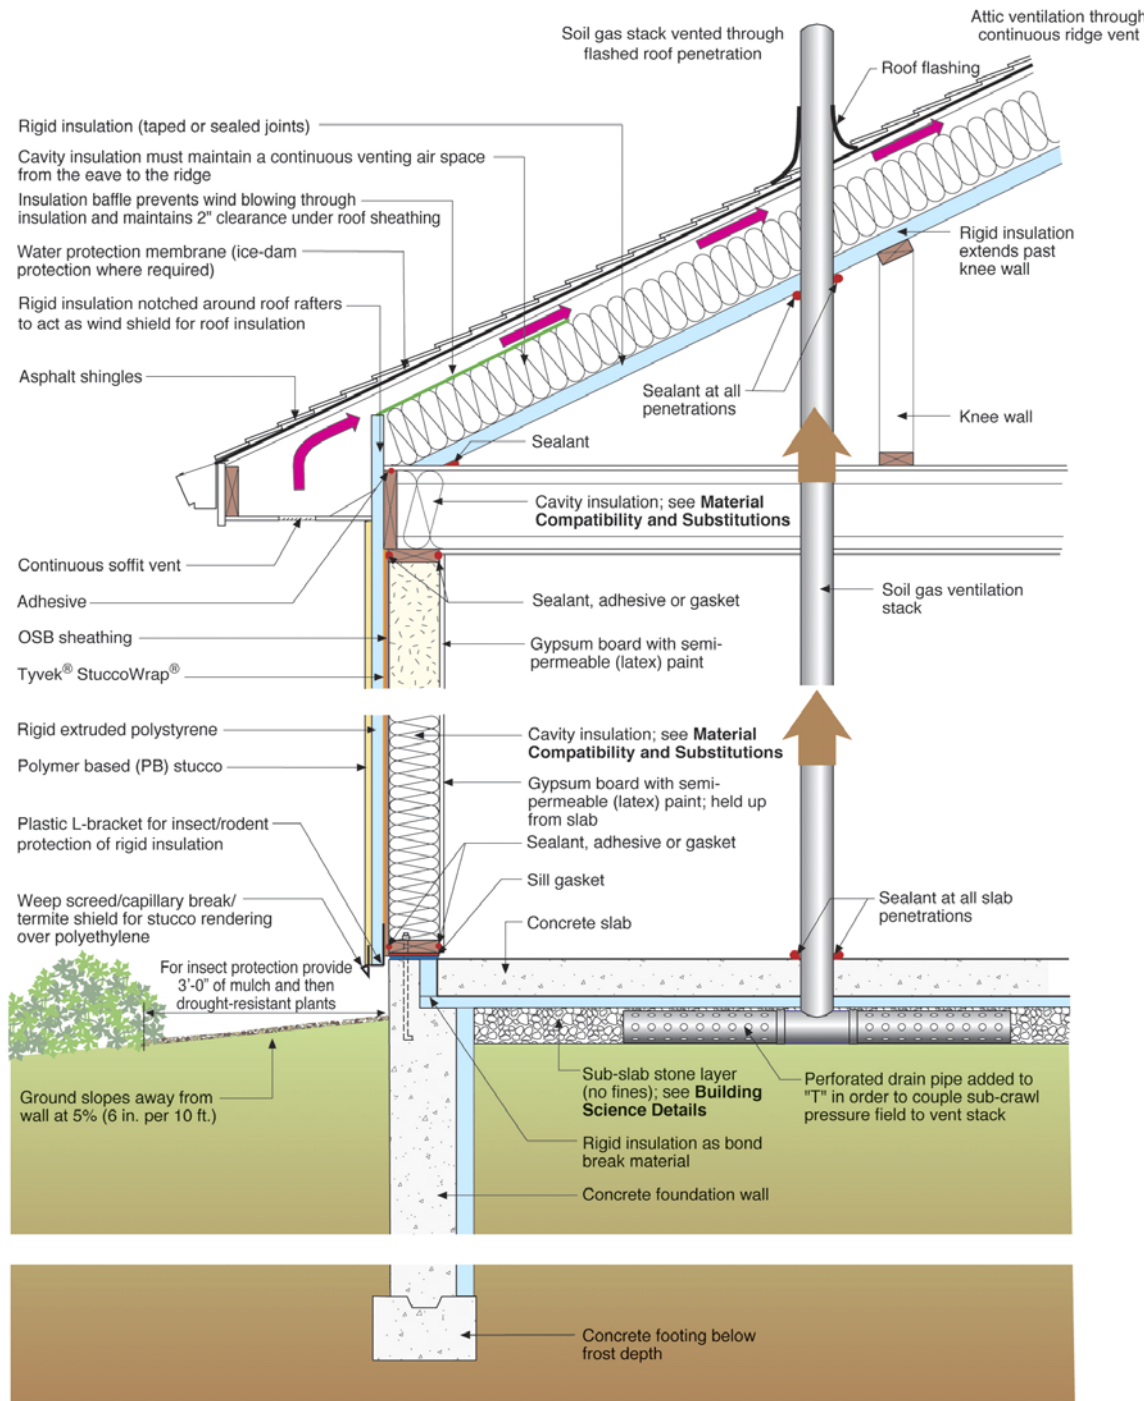 Soil gas stack vented through
flashed roof penetration
Attic ventilation through
continuous ridge vent
Roof flashing
Rigid insulation (taped or sealed joints)
Cavity insulation must maintain a continuous venting air space
from the eave to the ridge
Insulation baffle prevents wind blowing through
insulation and maintains 2" clearance under roof sheathing
Water protection membrane (ice-dam
protection where required)
Rigid insulation notched around roof rafters
to act as wind shield for roof insulation
Asphalt shingles
Rigid insulation
extends past
knee wall
Sealant at all
penetrations
Knee wall
Sealant
Cavity insulation; see Material
Compatibility and Substitutions
Continuous soffit vent
Adhesive
OSB sheathing
Tyvek® StuccoWrap®
Sealant, adhesive or gasket
Gypsum board with semi-
permeable (latex) paint
Soil gas ventilation
stack
Rigid extruded polystyrene
Polymer based (PB) stucco
Plastic L-bracket for insect/rodent
protection of rigid insulation
Weep screed/capillary break/
termite shield for stucco rendering
over polyethylene
Cavity insulation; see Material
Compatibility and Substitutions
Gypsum board with semi-
permeable (latex) paint; held up
from slab
Sealant, adhesive or gasket
Sill gasket
Concrete slab
Sealant at all slab
penetrations
For insect protection provide
3'-0" of mulch and then
drought-resistant plants
Ground slopes away from
wall at 5% (6 in. per 10 ft.)
Sub-slab stone layer
(no fines); see Building
Science Details
Perforated drain pipe added to
"T" in order to couple sub-crawl
pressure field to vent stack
Rigid insulation as bond
break material
Concrete foundation wall
Concrete footing below
frost depth